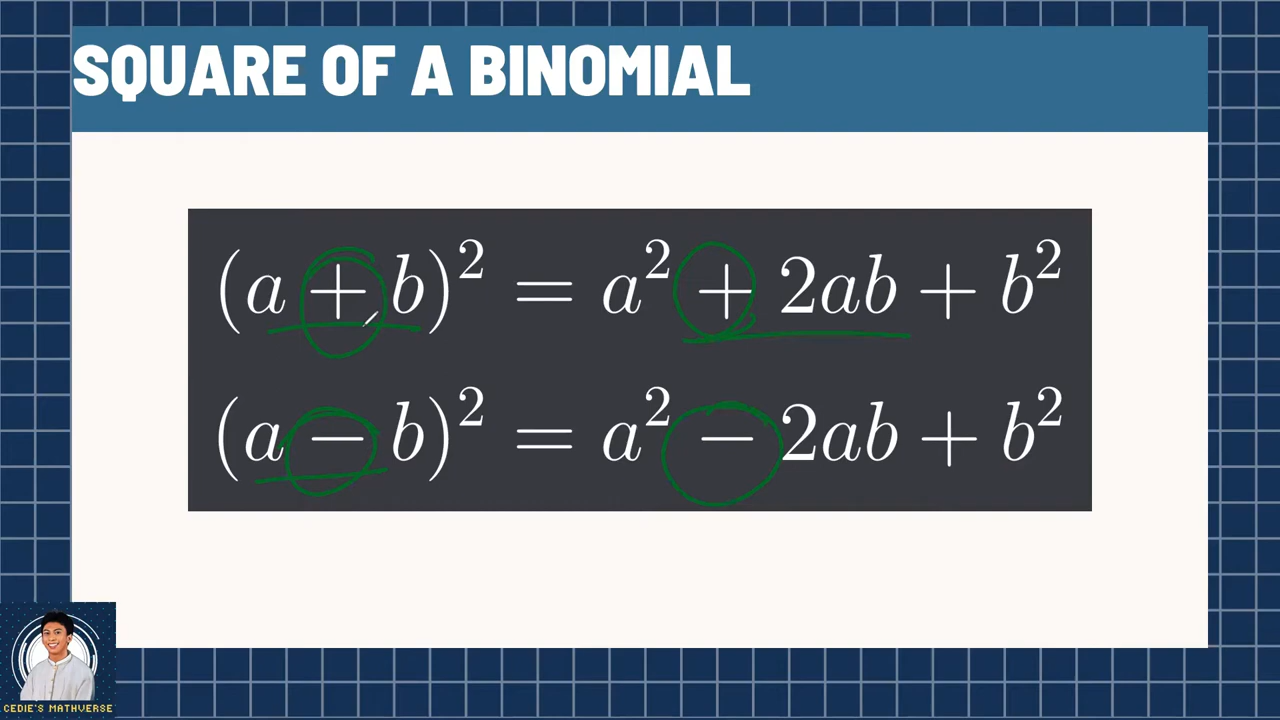 SQUARE OF A BINOMIAL
(a + b)² = a² + 2ab + b²
(a − b)² = a² − 2ab + b²
CEDIE'S MATHVERSE